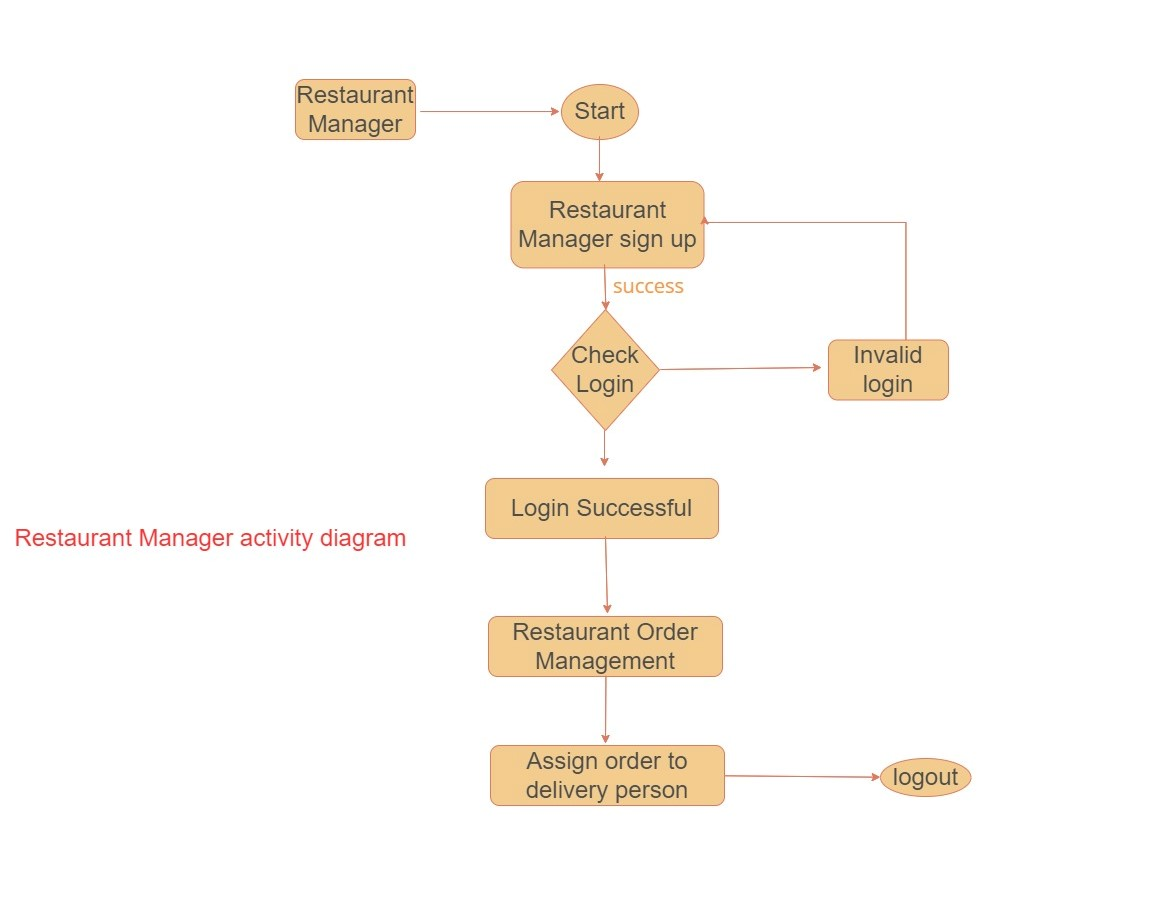 Restaurant
Manager
Start
Restaurant
Manager sign up
success
Check
Login
Invalid
login
Login Successful
Restaurant Manager activity diagram
Restaurant Order
Management
Assign order to
delivery person
logout